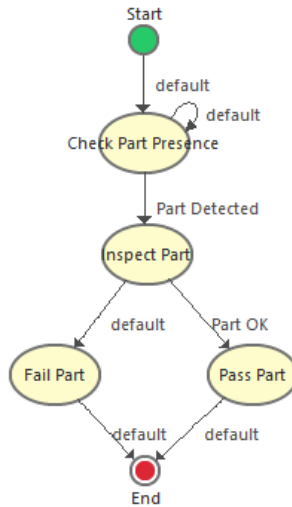 Start
default
default
Check Part Presence
Part Detected
Inspect Part
default
Part OK
Fail Part
Pass Part
default
default
End